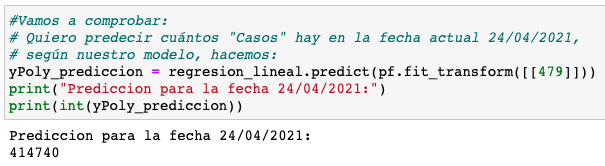 #Vamos a comprobar:
# Quiero predecir cuántos "Casos" hay en la fecha actual 24/04/2021,
# según nuestro modelo, hacemos:
yPoly_prediccion = regresion_lineal.predict(pf.fit_transform([[479]]))
print("Prediccion para la fecha 24/04/2021:")
print(int(yPoly_prediccion))
Prediccion para la fecha 24/04/2021:
414740